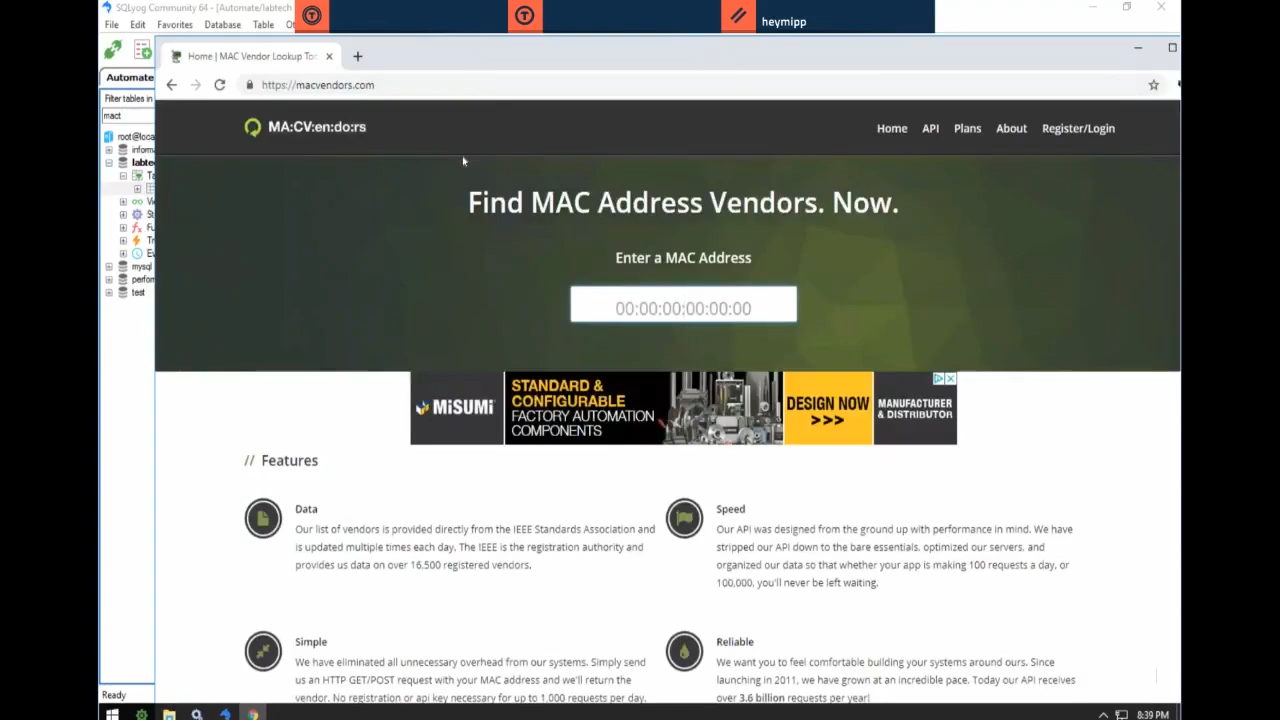 SQLyog Community 64 - [Automate/labtech
File Edit Favorites Database Table
heymipp
Home | MAC Vendor Lookup Too
https://macvendors.com
Automate
Filter tables in
mact
root@loca
inform
labte
Ta
Vi
St
Fu
Tr
Ev
mysql
perfor
test
Ready
MA:CV:en:do:rs
Home API Plans About Register/Login
Find MAC Address Vendors. Now.
Enter a MAC Address
00:00:00:00:00:00
MiSUMi
STANDARD &
CONFIGURABLE
FACTORY AUTOMATION
COMPONENTS
DESIGN NOW
>>>
MANUFACTURER
& DISTRIBUTOR
// Features
Data
Our list of vendors is provided directly from the IEEE Standards Association and
is updated multiple times each day. The IEEE is the registration authority and
provides us data on over 16,500 registered vendors.
Speed
Our API was designed from the ground up with performance in mind. We have
stripped our API down to the bare essentials, optimized our servers, and
organized our data so that whether your app is making 100 requests a day, or
100,000, you'll never be left waiting.
Simple
We have eliminated all unnecessary overhead from our systems. Simply send
us an HTTP GET/POST request with your MAC address and we'll return the
vendor. No registration or api key necessary for up to 1,000 requests per day.
Reliable
We want you to feel comfortable building your systems around ours. Since
launching in 2011, we have grown at an incredible pace. Today our API receives
over 3.6 billion requests per year!
8:39 PM